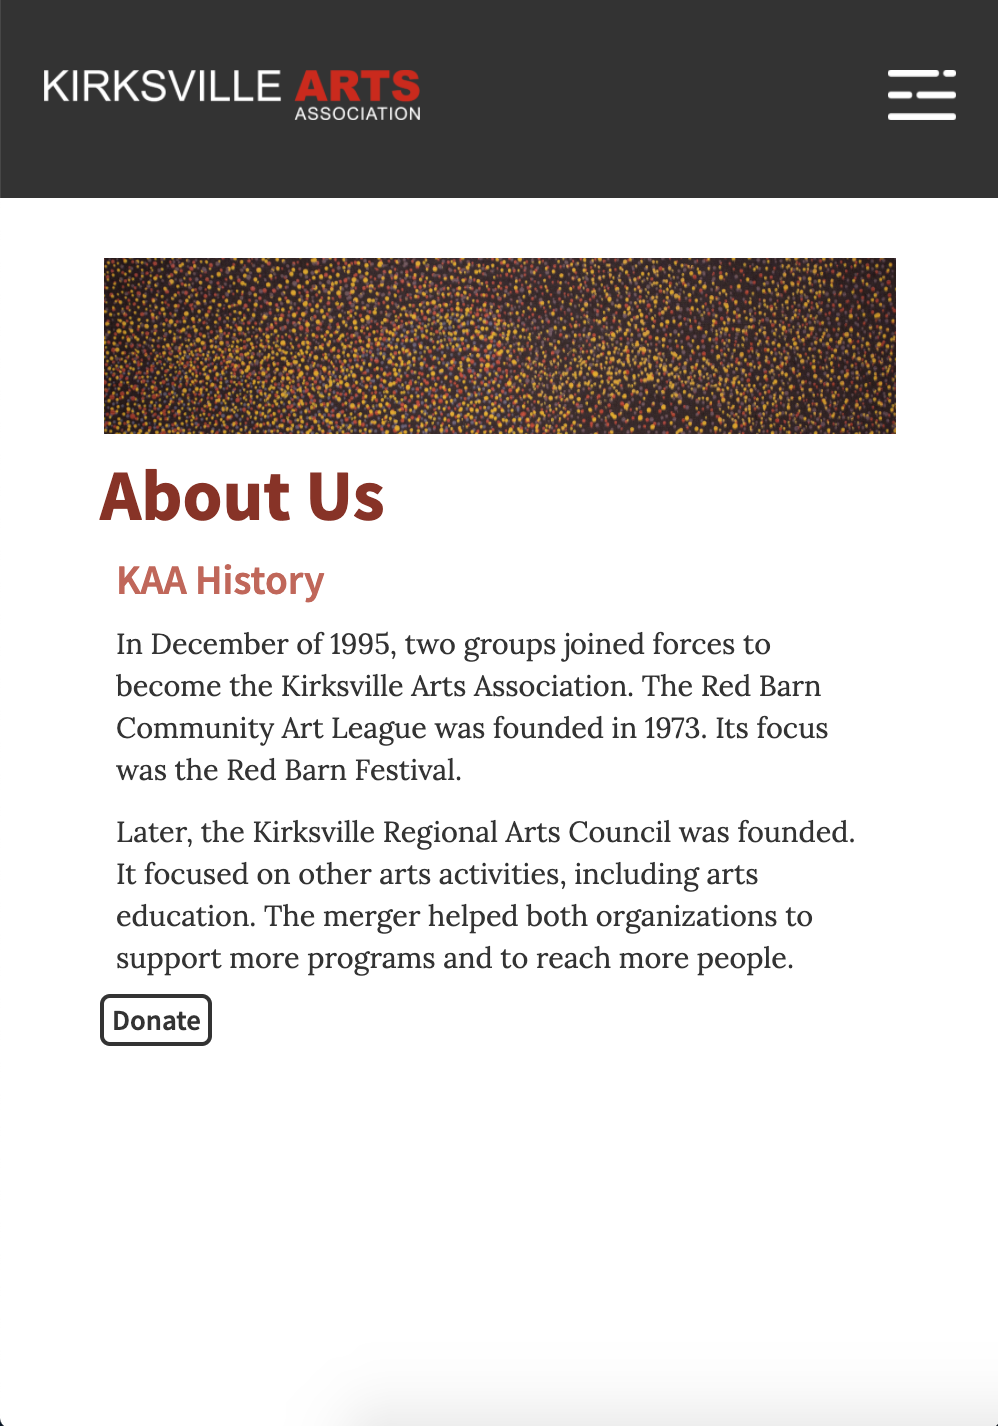 KIRKSVILLE ARTS
ASSOCIATION
About Us
KAA History
In December of 1995, two groups joined forces to
become the Kirksville Arts Association. The Red Barn
Community Art League was founded in 1973. Its focus
was the Red Barn Festival.
Later, the Kirksville Regional Arts Council was founded.
It focused on other arts activities, including arts
education. The merger helped both organizations to
support more programs and to reach more people.
Donate